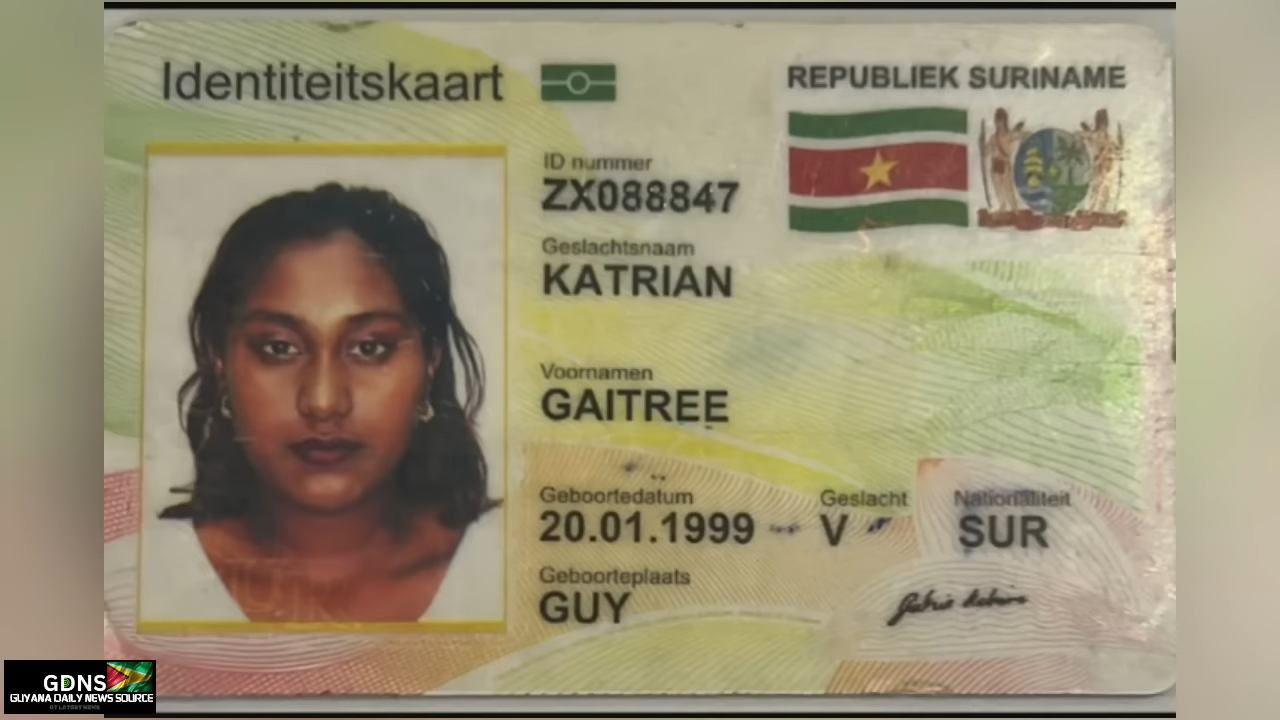 Identiteitskaart
REPUBLIEK SURINAME
ID nummer
ZX088847
Geslachtsnaam
KATRIAN
Voornamen
GAITREE
Geboortedatum Geslacht Nationaliteit
20.01.1999 V SUR
Geboorteplaats
GUY
GDNS
GUYANA DAILY NEWS SOURCE